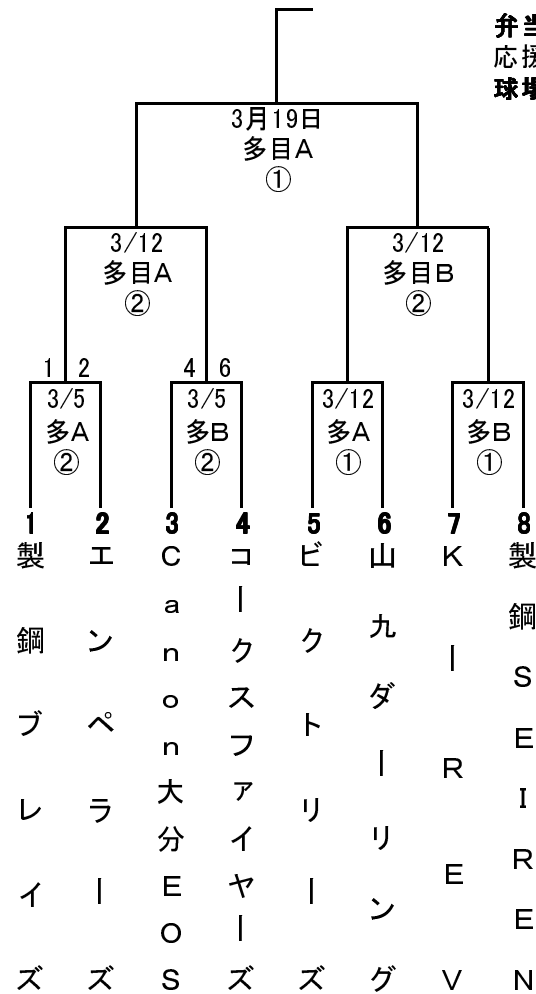 弁当
応援
球場
3月19日
多目A
①
3/12
多目A
②
3/12
多目B
②
1 2
4 6
3/5
多A
②
3/5
多B
②
3/12
多A
①
3/12
多B
①
1 2 3 4 5 6 7 8
製鋼ブレイズ
エンペラーズ
Canon大分EOS
コークスファイヤーズ
ビクトリーズ
山九ダーリング
KーREV
製鋼SEIREN